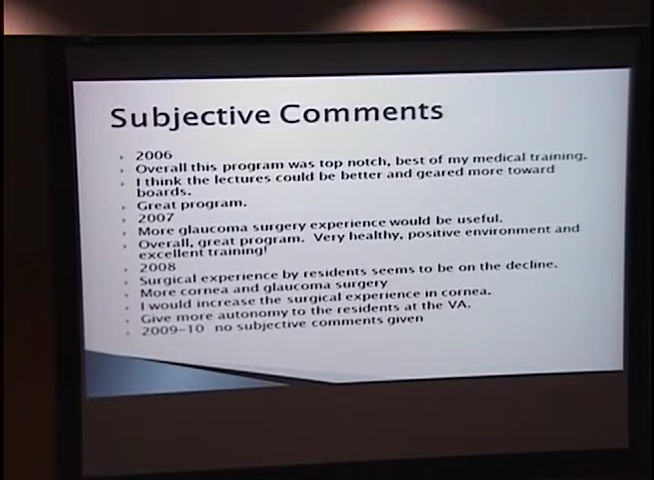 Subjective Comments
2006
Overall this program was top notch, best of my medical training.
I think the lectures could be better and geared more toward
boards.
Great program.
2007
More glaucoma surgery experience would be useful.
Overall, great program. Very healthy, positive environment and
excellent training!
2008
Surgical experience by residents seems to be on the decline.
More cornea and glaucoma surgery
I would increase the surgical experience in cornea.
Give more autonomy to the residents at the VA.
2009-10 no subjective comments given